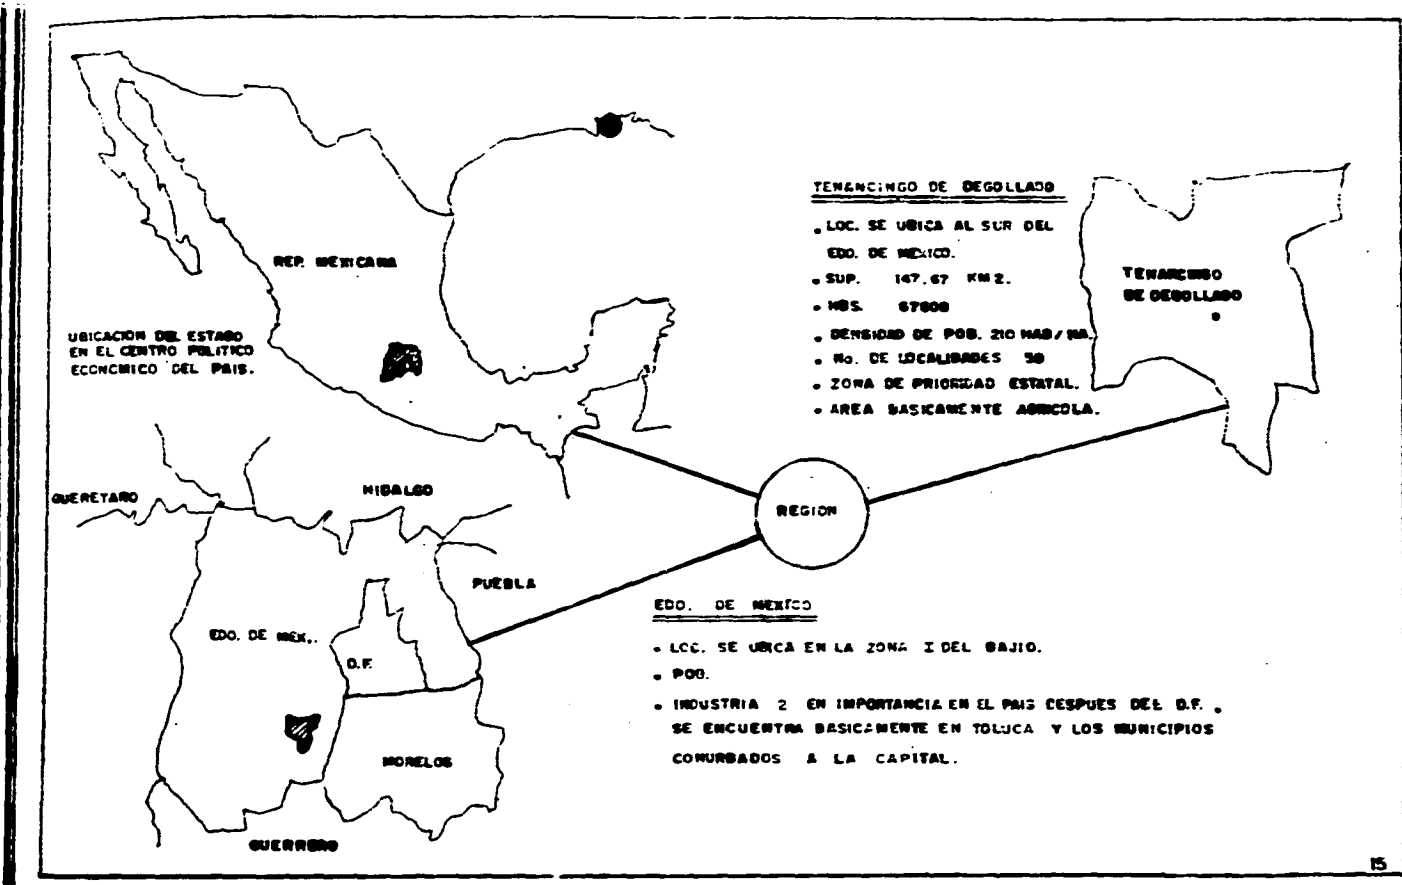 REP. MEXICANA
UBICACION DEL ESTADO
EN EL CENTRO POLITICO
ECONOMICO DEL PAIS.
TENANCINGO DE DEGOLLADO
. LOC. SE UBICA AL SUR DEL
EDO. DE MEXICO.
. SUP. 147.67 KM2.
. HBS.
. DENSIDAD DE POB. 210 HAB/HA.
. No. DE LOCALIDADES
. ZONA DE PRIORIDAD ESTATAL.
. AREA BASICAMENTE AGRICOLA.
TENANCINGO
DE DEGOLLADO
REGION
QUERETARO
HIDALGO
PUEBLA
EDO. DE MEX.
D.F.
MORELOS
GUERRERO
EDO. DE MEXICO
. LOC. SE UBICA EN LA ZONA I DEL BAJIO.
. POB.
. INDUSTRIA 2 EN IMPORTANCIA EN EL PAIS DESPUES DEL D.F.
SE ENCUENTRA BASICAMENTE EN TOLUCA Y LOS MUNICIPIOS
CONURBADOS A LA CAPITAL.
15